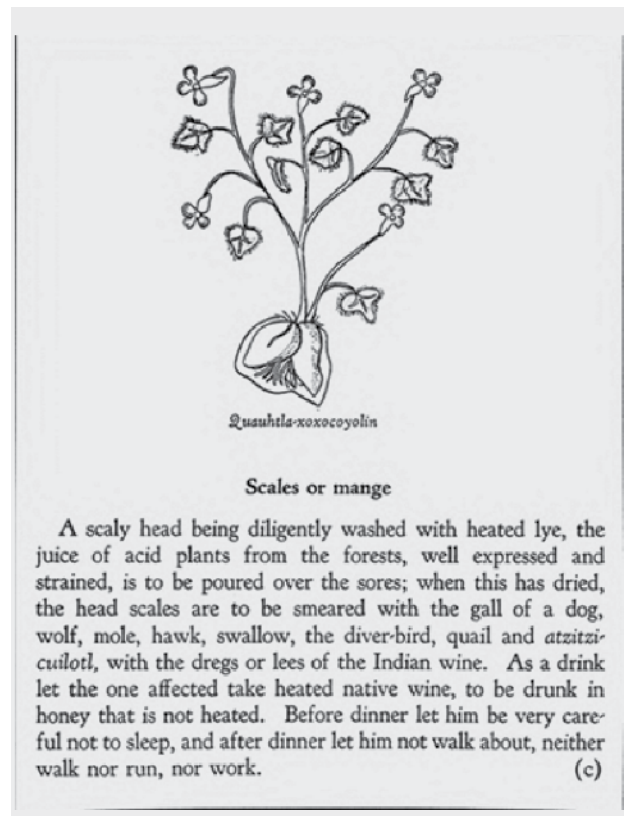 Quauhtla-xoxocoyolin
Scales or mange
A scaly head being diligently washed with heated lye, the
juice of acid plants from the forests, well expressed and
strained, is to be poured over the sores; when this has dried,
the head scales are to be smeared with the gall of a dog,
wolf, mole, hawk, swallow, the diver-bird, quail and atzitzi-
cuilotl, with the dregs or lees of the Indian wine. As a drink
let the one affected take heated native wine, to be drunk in
honey that is not heated. Before dinner let him be very care-
ful not to sleep, and after dinner let him not walk about, neither
walk nor run, nor work. (c)